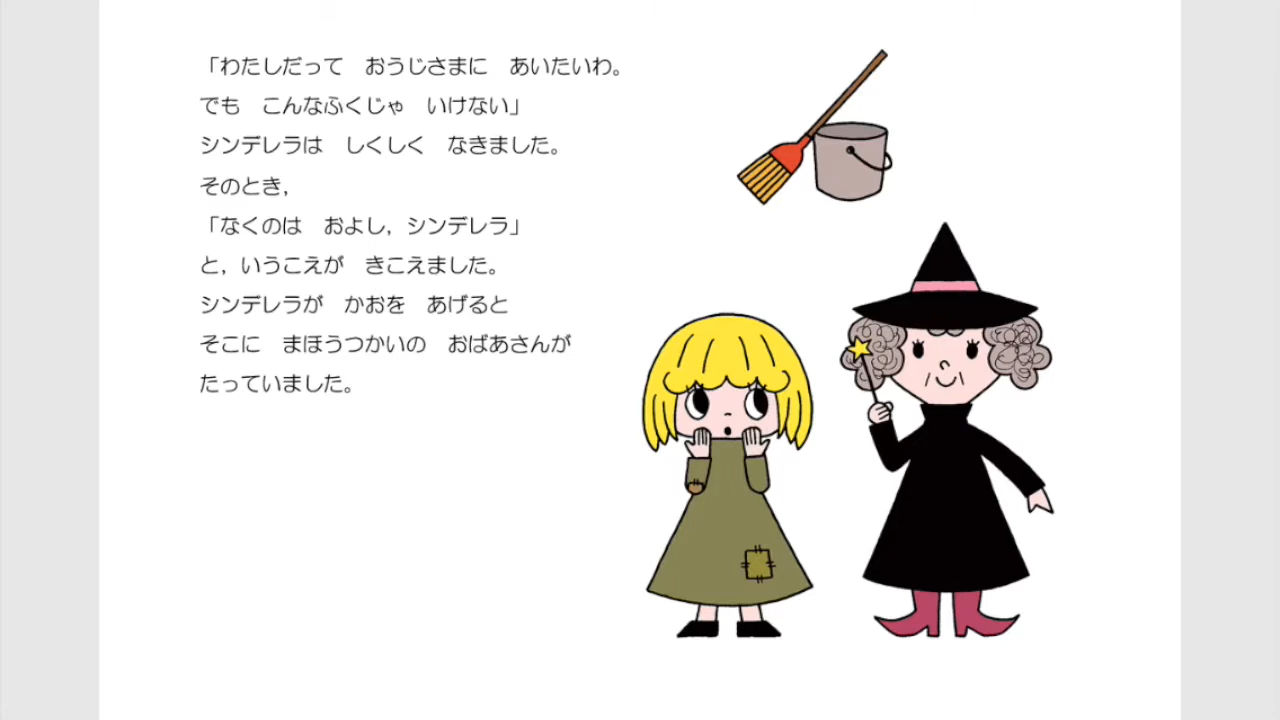 「わたしだって　おうじさまに　あいたいわ。
でも　こんなふくじゃ　いけない」
シンデレラは　しくしく　なきました。
そのとき，
「なくのは　およし，シンデレラ」
と，いうこえが　きこえました。
シンデレラが　かおを　あげると
そこに　まほうつかいの　おばあさんが
たっていました。